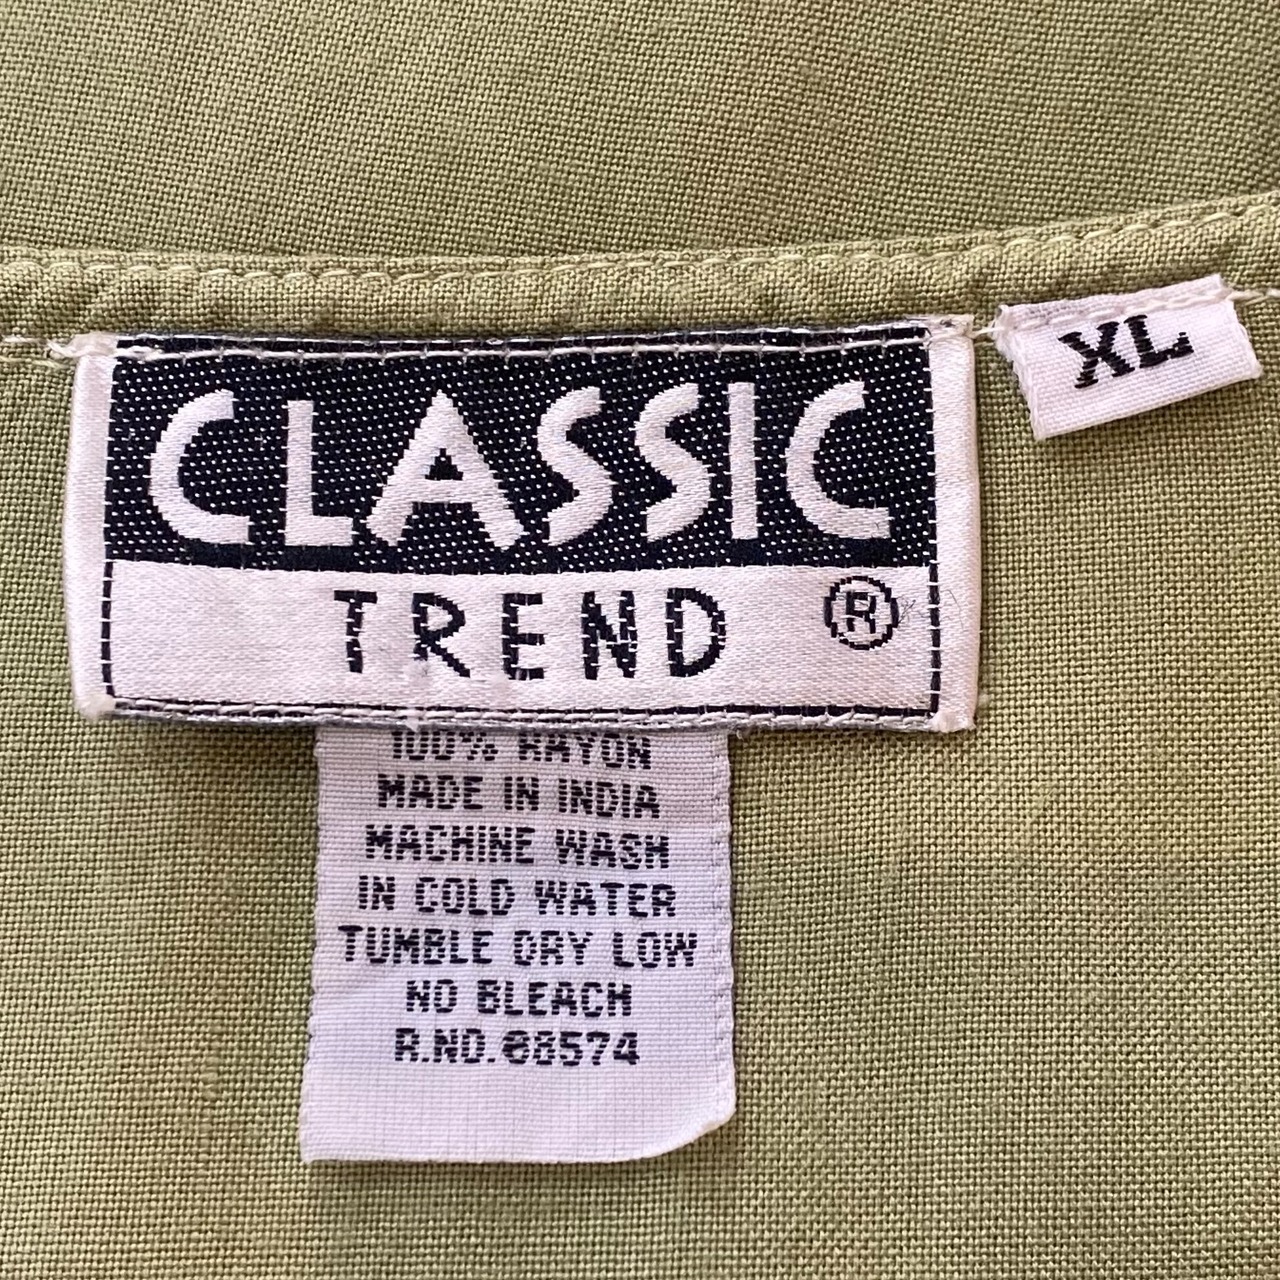 CLASSIC
TREND ®
XL
100% RAYON
MADE IN INDIA
MACHINE WASH
IN COLD WATER
TUMBLE DRY LOW
NO BLEACH
R.NO.68574